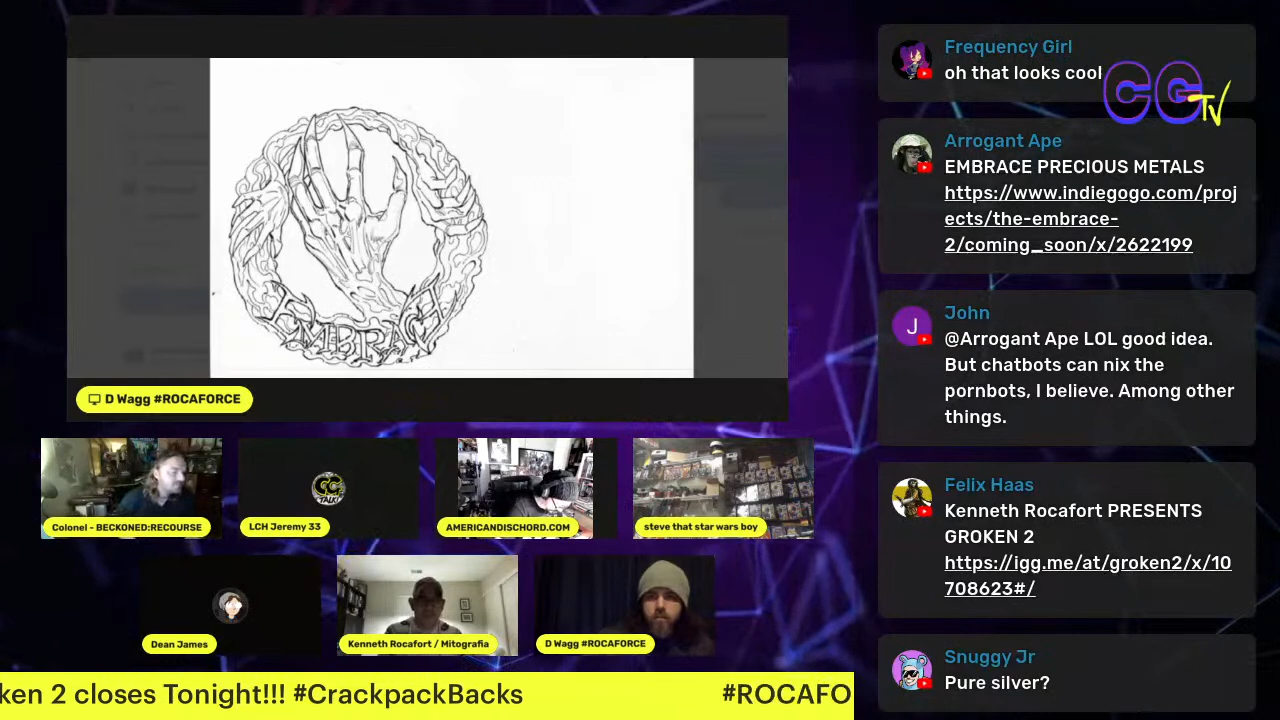 EMBRACE
D Wagg #ROCAFORCE
Colonel - BECKONED:RECOURSE
LCH Jeremy 33
AMERICANDISCHORD.COM
steve that star wars boy
Dean James
Kenneth Rocafort / Mitografia
D Wagg #ROCAFORCE
ken 2 closes Tonight!!! #CrackpackBacks
#ROCAFO
CG TV
Frequency Girl
oh that looks cool
Arrogant Ape
EMBRACE PRECIOUS METALS
https://www.indiegogo.com/proj
ects/the-embrace-
2/coming_soon/x/2622199
John
J
@Arrogant Ape LOL good idea.
But chatbots can nix the
pornbots, I believe. Among other
things.
Felix Haas
Kenneth Rocafort PRESENTS
GROKEN 2
https://igg.me/at/groken2/x/10
708623#/
Snuggy Jr
Pure silver?